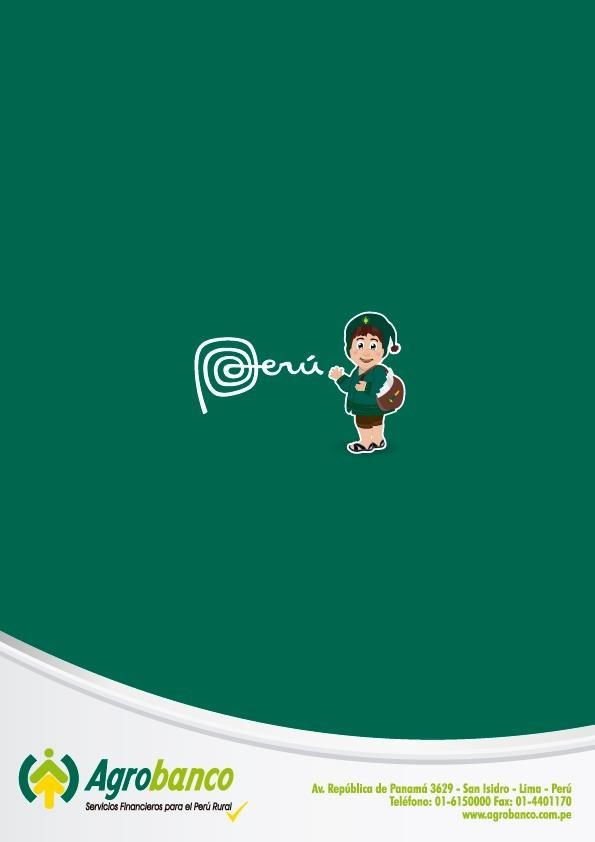 Perú
Agrobanco
Servicios Financieros para el Perú Rural
Av. República de Panamá 3629 - San Isidro - Lima - Perú
Teléfono: 01-6150000 Fax: 01-4401170
www.agrobanco.com.pe